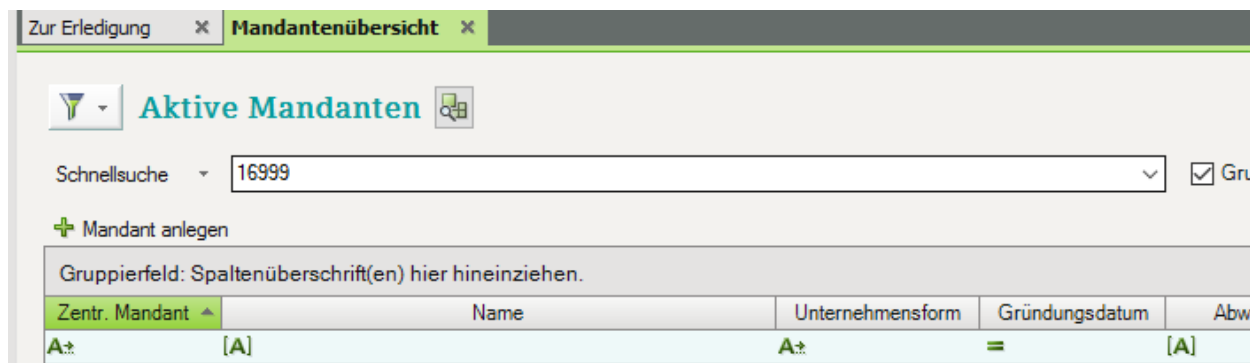 Zur Erledigung Mandantenübersicht
Aktive Mandanten
Schnellsuche 16999
Mandant anlegen
Gruppierfeld: Spaltenüberschrift(en) hier hineinziehen.
Zentr. Mandant Name Unternehmensform Gründungsdatum Abw
A [A] A = [A]